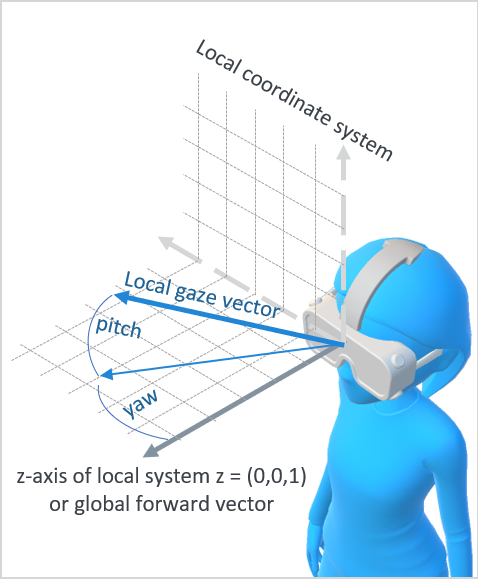 Local coordinate system
Local gaze vector
pitch
yaw
z-axis of local system z = (0,0,1)
or global forward vector